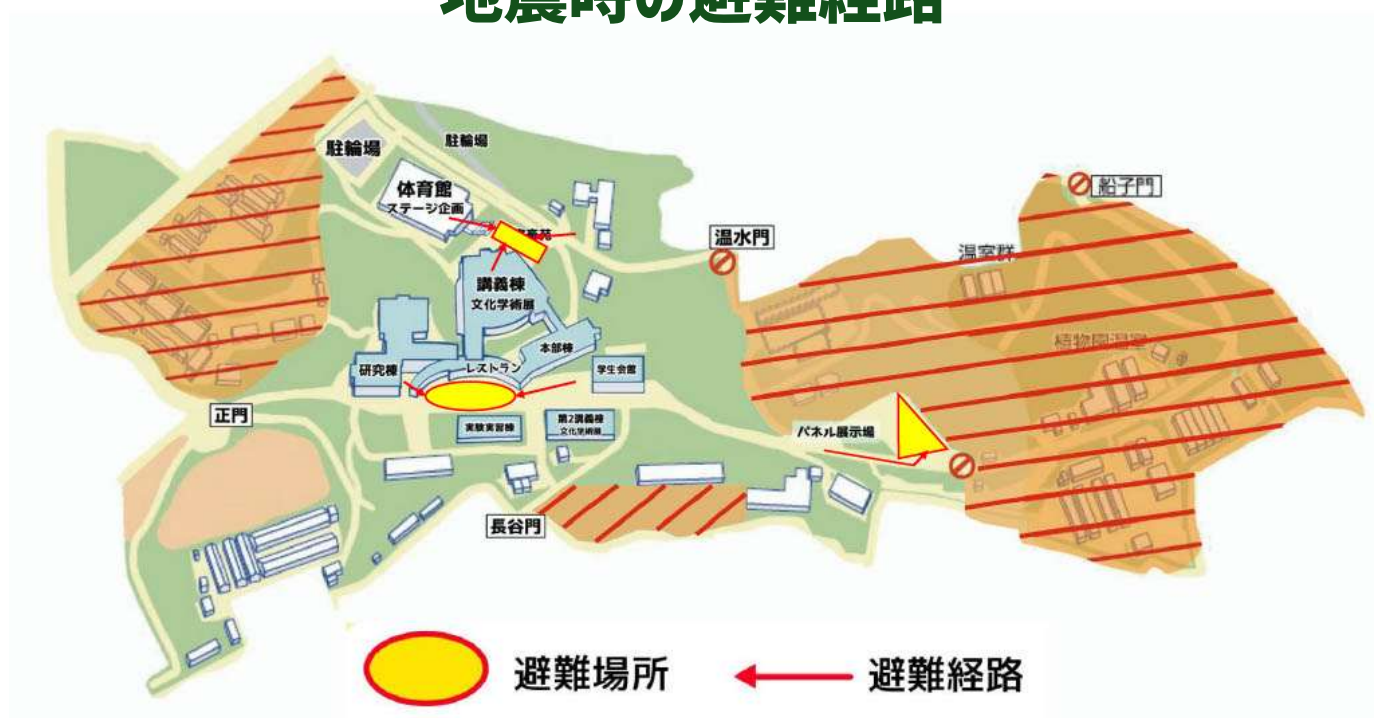 地震時の避難経路
駐輪場
駐輪場
体育館
ステージ企画
船子門
温水門
温室群
講義棟
文化学術展
植物園温室
本部棟
研究棟
レストラン
学生会館
正門
実験実習棟
第2講義棟
文化学術展
パネル展示場
長谷門
避難場所
避難経路